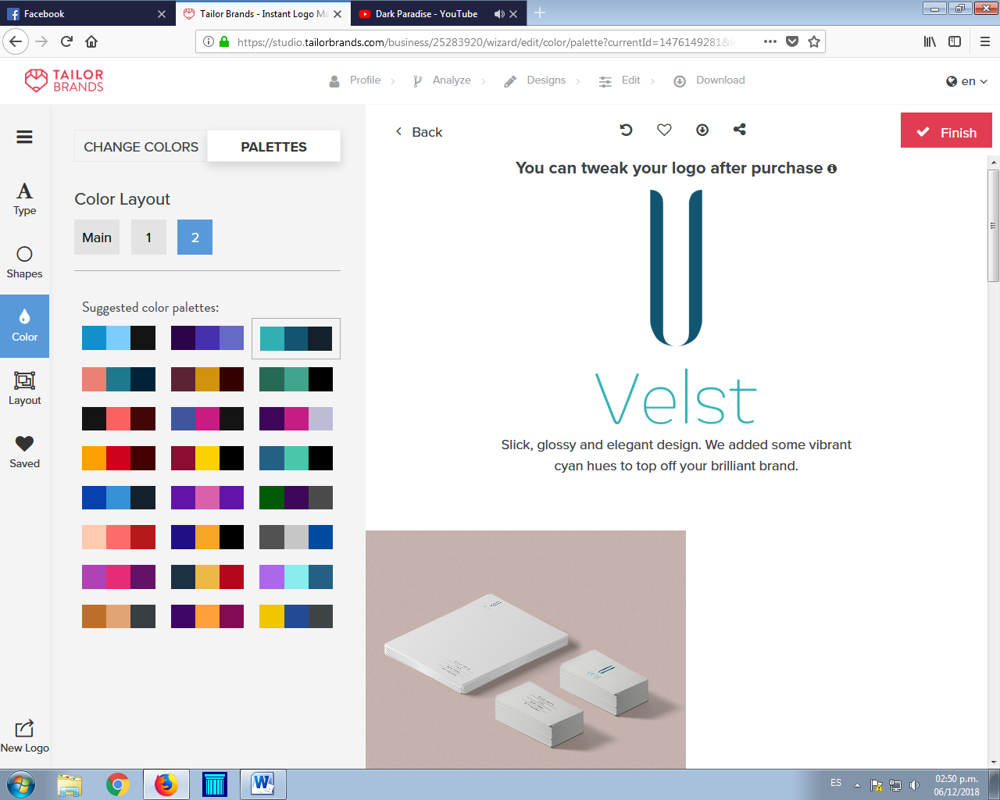 Facebook
Tailor Brands - Instant Logo Ma
Dark Paradise - YouTube
https://studio.tailorbrands.com/business/25283920/wizard/edit/color/palette?currentId=1476149281&l
TAILOR
BRANDS
Profile
Analyze
Designs
Edit
Download
en
CHANGE COLORS
PALETTES
Back
Finish
You can tweak your logo after purchase
Type
Color Layout
Main
1
2
Shapes
Suggested color palettes:
Color
Layout
Saved
New Logo
U
Velst
Slick, glossy and elegant design. We added some vibrant
cyan hues to top off your brilliant brand.
ES
02:50 p.m.
06/12/2018